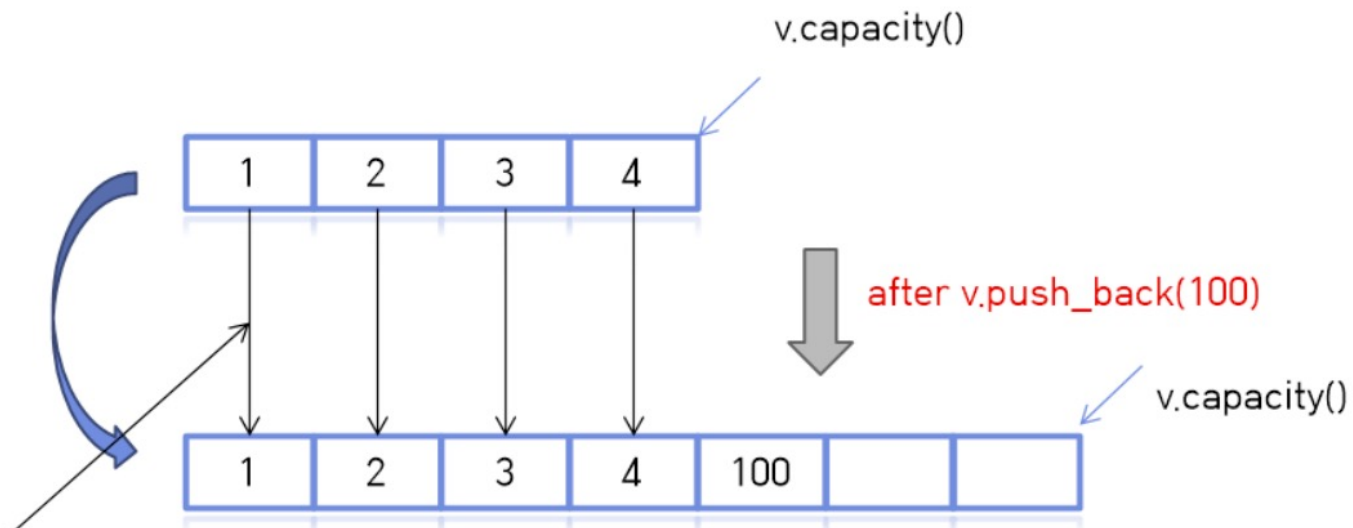 v.capacity()
1 2 3 4
after v.push_back(100)
v.capacity()
1 2 3 4 100